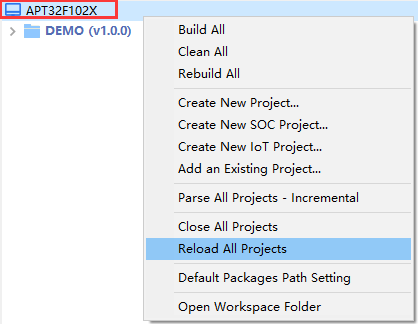 APT32F102X
DEMO (v1.0.0)
Build All
Clean All
Rebuild All
Create New Project...
Create New SOC Project...
Create New IoT Project...
Add an Existing Project...
Parse All Projects - Incremental
Close All Projects
Reload All Projects
Default Packages Path Setting
Open Workspace Folder